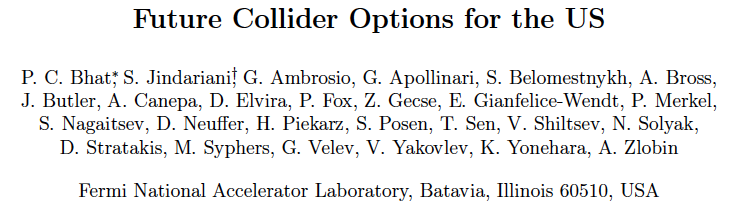 Future Collider Options for the US
P. C. Bhat*, S. Jindariani†, G. Ambrosio, G. Apollinari, S. Belomestnykh, A. Bross,
J. Butler, A. Canepa, D. Elvira, P. Fox, Z. Gecse, E. Gianfelice-Wendt, P. Merkel,
S. Nagaitsev, D. Neuffer, H. Piekarz, S. Posen, T. Sen, V. Shiltsev, N. Solyak,
D. Stratakis, M. Syphers, G. Velev, V. Yakovlev, K. Yonehara, A. Zlobin
Fermi National Accelerator Laboratory, Batavia, Illinois 60510, USA